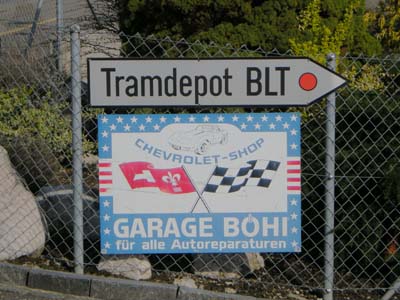 Tramdepot BLT
CHEVROLET-SHOP
GARAGE BÖHI
für alle Autoreparaturen